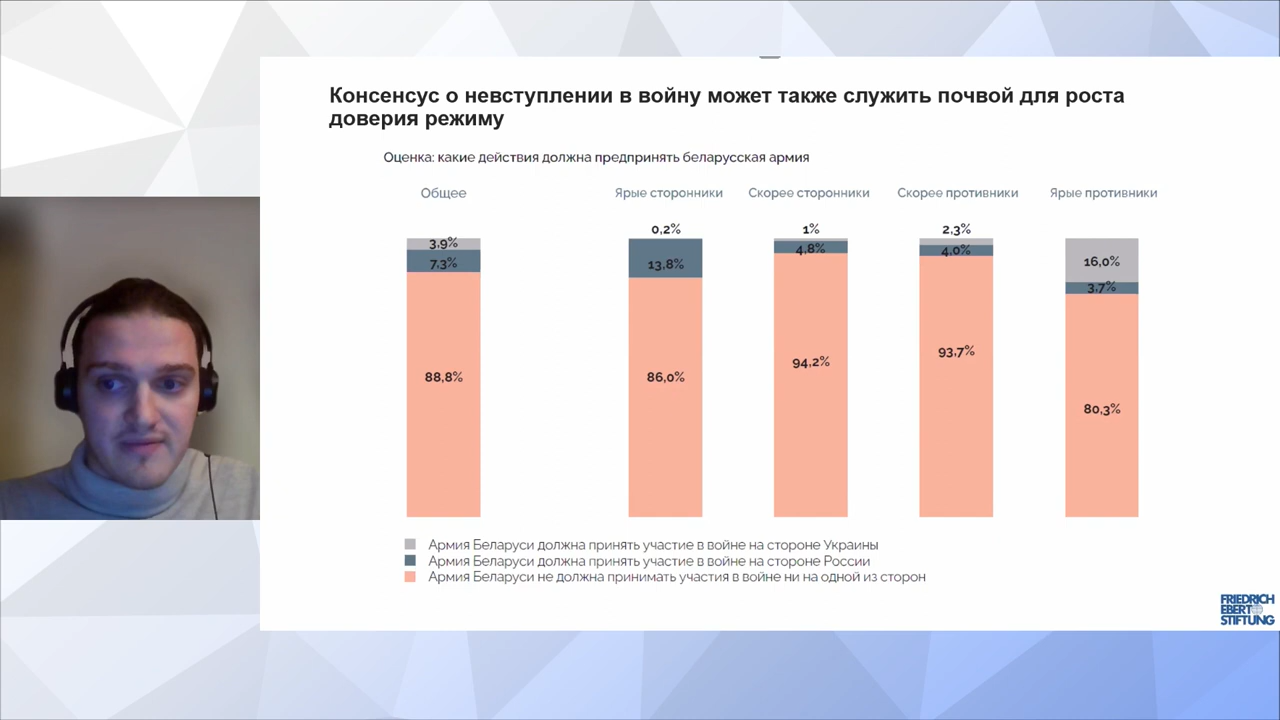 Консенсус о невступлении в войну может также служить почвой для роста
доверия режиму
Оценка: какие действия должна предпринять беларусская армия
Общее
Ярые сторонники
Скорее сторонники
Скорее противники
Ярые противники
0,2%
1%
2,3%
3,9%
4,8%
4,0%
16,0%
7,3%
13,8%
3,7%
88,8%
86,0%
94,2%
93,7%
80,3%
Армия Беларуси должна принять участие в войне на стороне Украины
Армия Беларуси должна принять участие в войне на стороне России
Армия Беларуси не должна принимать участия в войне ни на одной из сторон
FRIEDRICH
EBERT
STIFTUNG